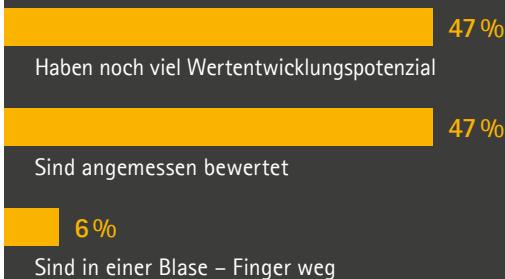 47 %
Haben noch viel Wertentwicklungspotenzial
47 %
Sind angemessen bewertet
6 %
Sind in einer Blase – Finger weg